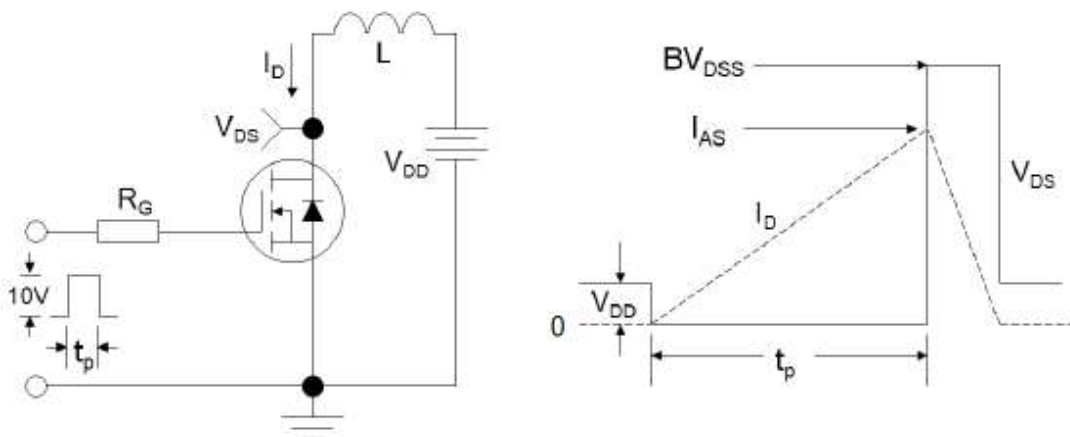 L
I_D
V_DS
V_DD
R_G
10V
t_p
BV_DSS
I_AS
V_DS
I_D
V_DD
0
t_p